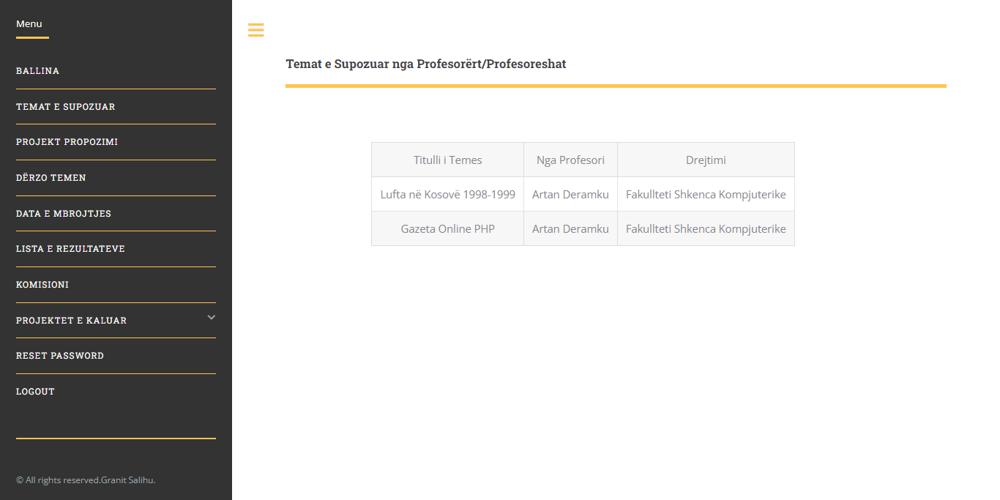 Menu
BALLINA
TEMAT E SUPOZUAR
PROJEKT PROPOZIMI
DËRZO TEMEN
DATA E MBROJTJES
LISTA E REZULTATEVE
KOMISIONI
PROJEKTET E KALUAR
RESET PASSWORD
LOGOUT
© All rights reserved.Granit Salihu.
Temat e Supozuar nga Profesorërt/Profesoreshat
Titulli i Temes Nga Profesori Drejtimi
Lufta në Kosovë 1998-1999 Artan Deramku Fakullteti Shkenca Kompjuterike
Gazeta Online PHP Artan Deramku Fakullteti Shkenca Kompjuterike